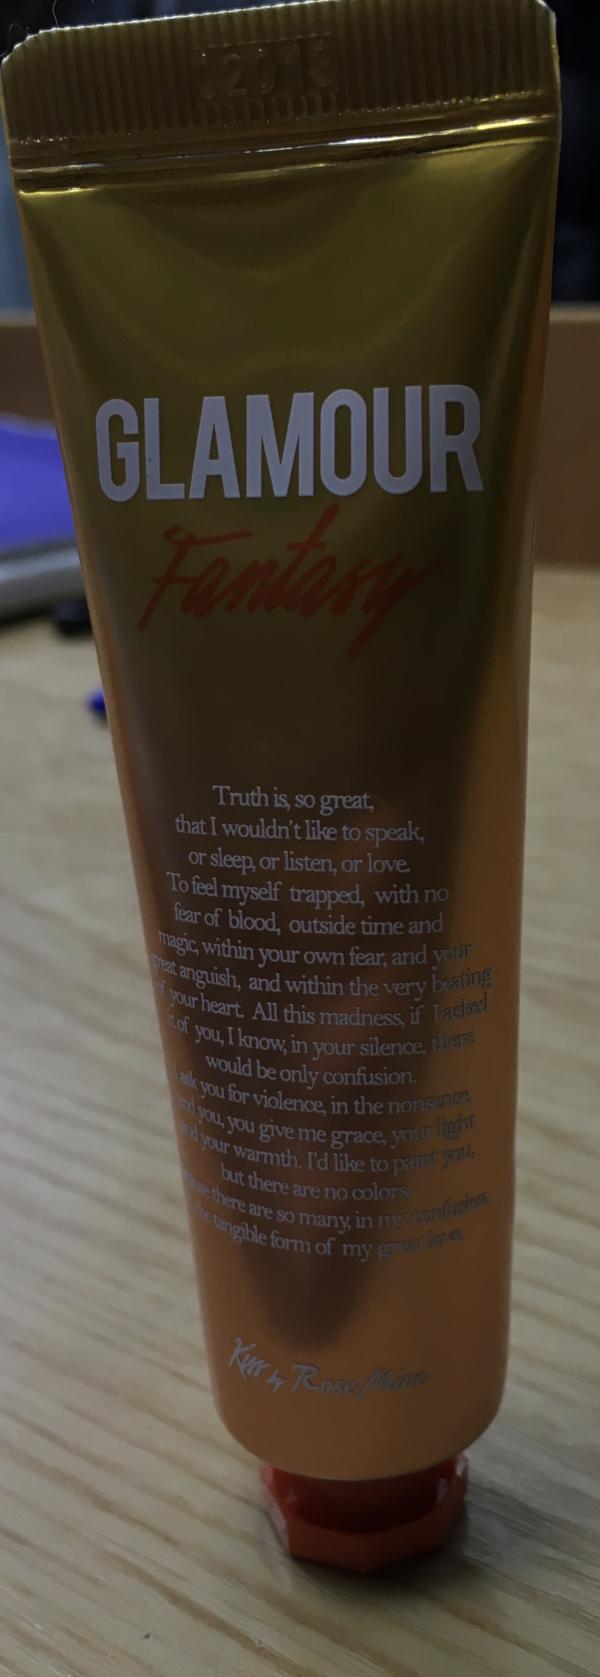 GLAMOUR
Fantasy
Truth is, so great,
that I wouldn't like to speak,
or sleep, or listen, or love.
To feel myself trapped, with no
fear of blood, outside time and
magic, within your own fear, and your
great anguish, and within the very beating
of your heart. All this madness, if I asked
it of you, I know, in your silence, there
would be only confusion.
I ask you for violence, in the nonsense,
and you, you give me grace, your light
and your warmth. I'd like to paint you,
but there are no colors,
there are so many, in my confusion,
the tangible form of my great love.
Kiss by Rose Maine